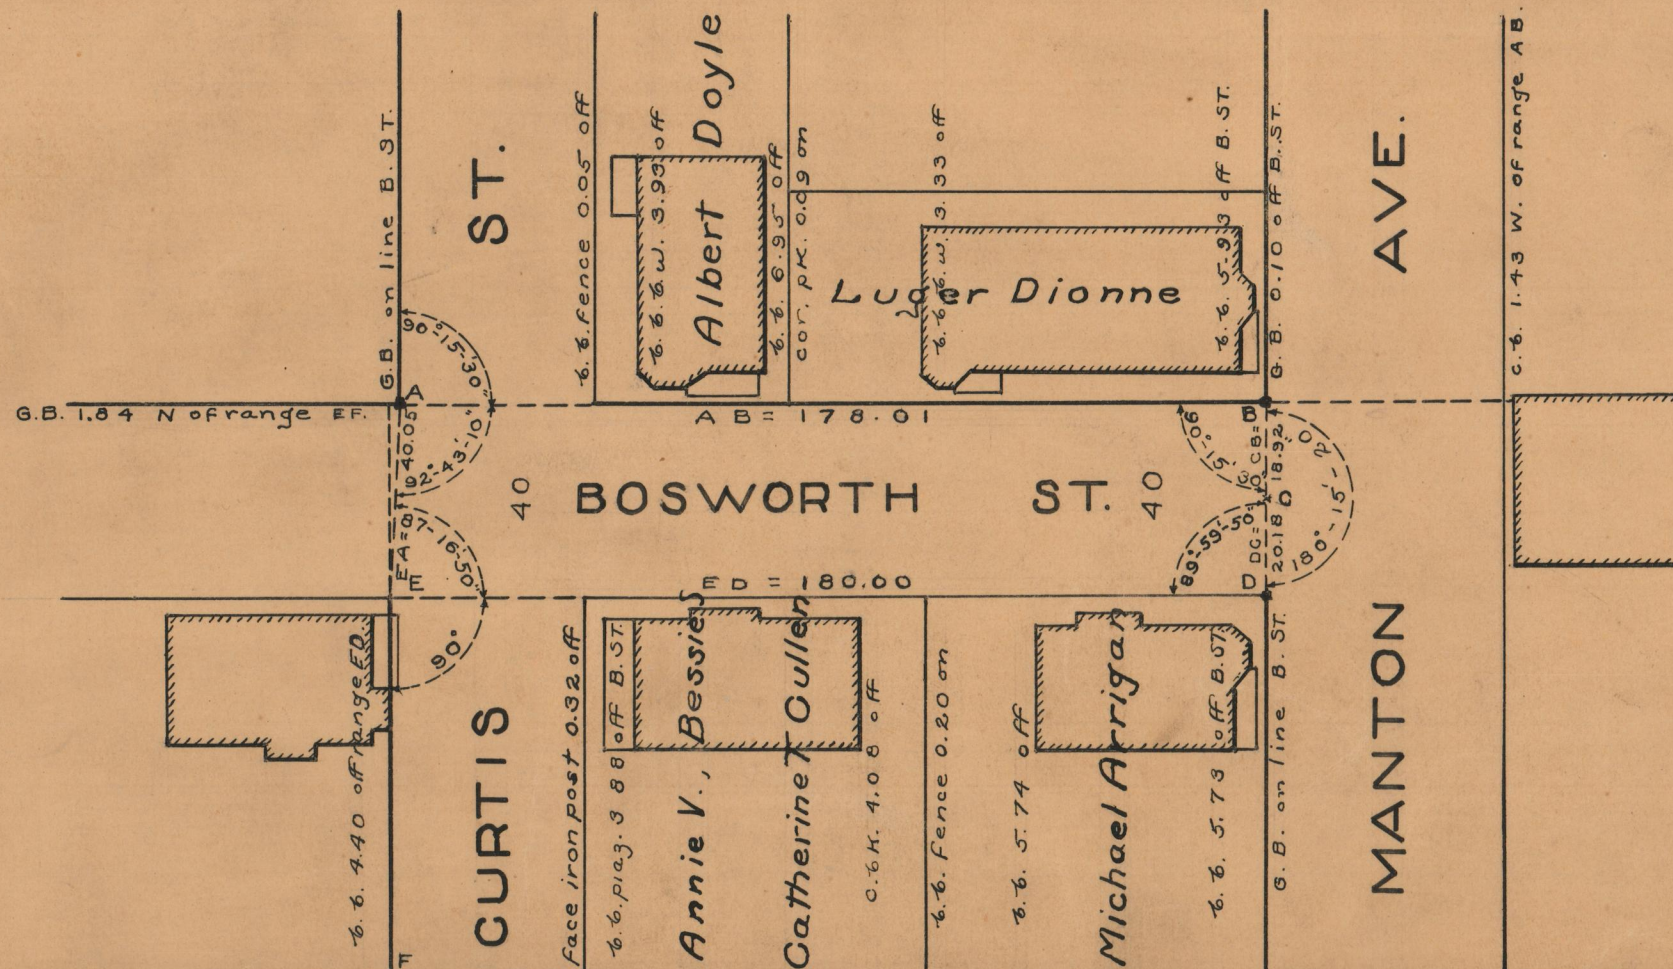 G.B. on line B. ST.
ST.
b. b. Fence 0.05 off
b. b. b. w. 3.93 off
Albert Doyle
b. b. 6.95 off
cor. pk. 0.09 on
b. b. b. w. 3.33 off
Luger Dionne
b. b. 5.93 off B. ST.
G. B. 0.10 off B. ST.
AVE.
c. b. 1.43 W. of range AB.
90°-15'-30"
A
G.B. 1.84 N of range EF.
AB = 178.01
B
40.05
92°-43'-10"
40
BOSWORTH ST.
40
90°-15'
CB=
18.92
180°-15'-20"
EA=
87-16-50"
E
ED = 180.00
89°-59'-50"
DC=
20.18
D
90°
b. b. 4.40 off range ED
F
CURTIS
Face iron post 0.32 off
b. b. piaz. 3 88 off B. ST.
Annie V., Bessie
Catherine T Cullen
c. b k. 4.08 off
b. b. Fence 0.20 on
b. b. 5.74 off
Michael Arrigan
b. b. 5.73 off B. ST.
G. B. on line B. ST.
MANTON